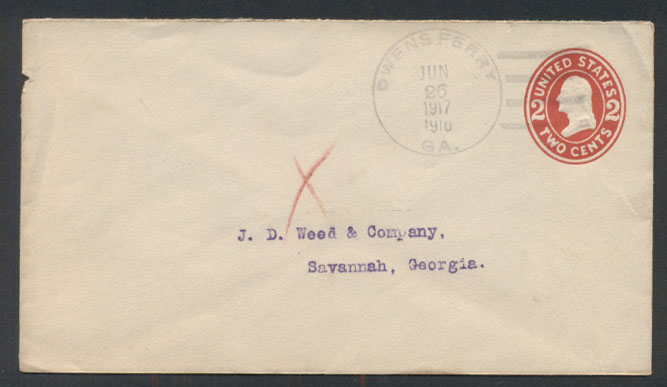 OWENS FERRY
JUN
26
1917
1916
GA.
UNITED STATES
2 2
TWO CENTS
X
J. D. Weed & Company,
Savannah, Georgia.